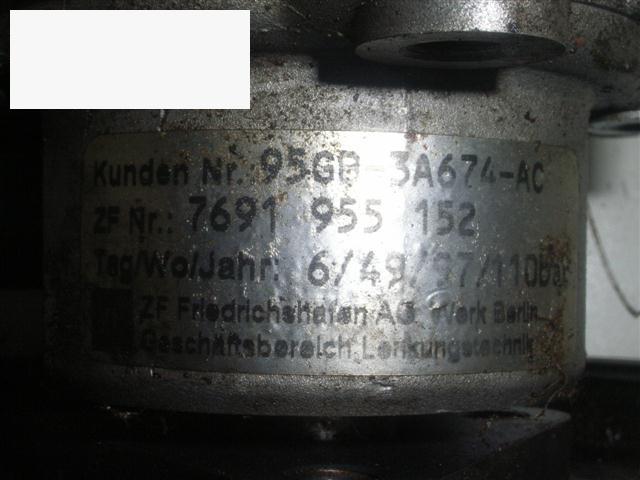 Kunden Nr. 95GB-3A674-AC
ZF Nr.: 7691 955 152
Tag/Wo/Jahr: 6/49/97/110bar
ZF Friedrichshafen AG. Werk Berlin
Geschäftsbereich Lenkungstechnik